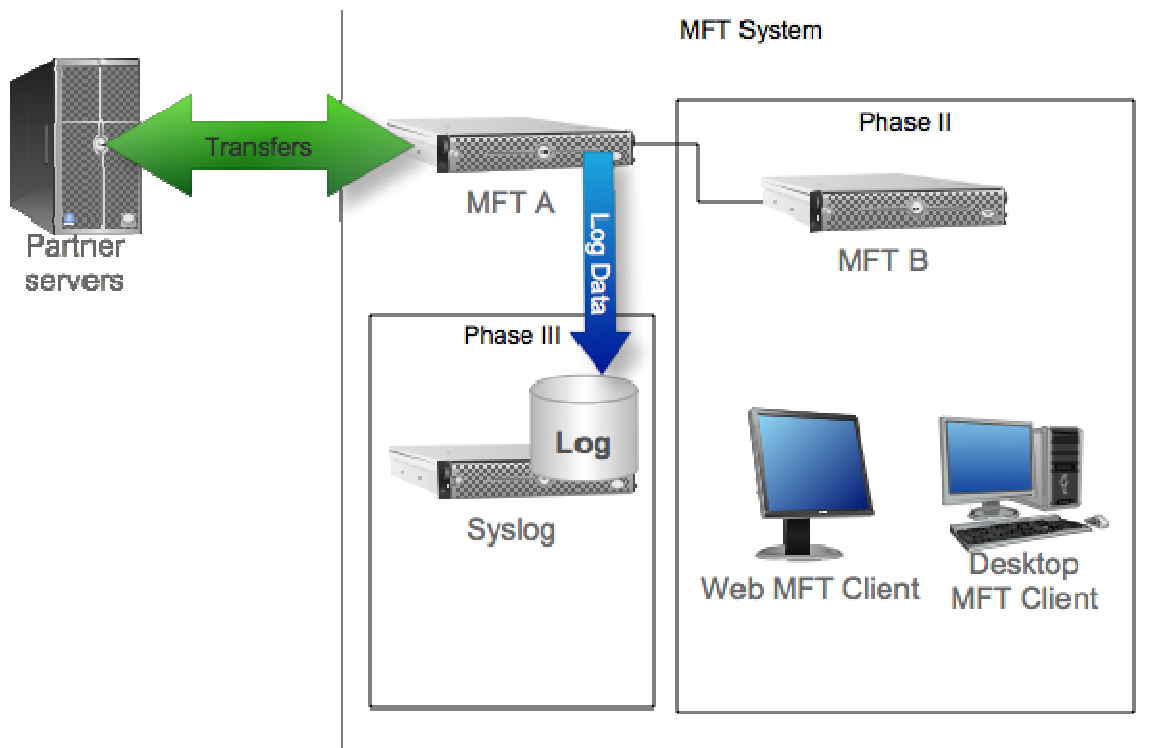 MFT System
Phase II
Transfers
MFT A
Partner
servers
Log Data
MFT B
Phase III
Log
Syslog
Web MFT Client
Desktop
MFT Client